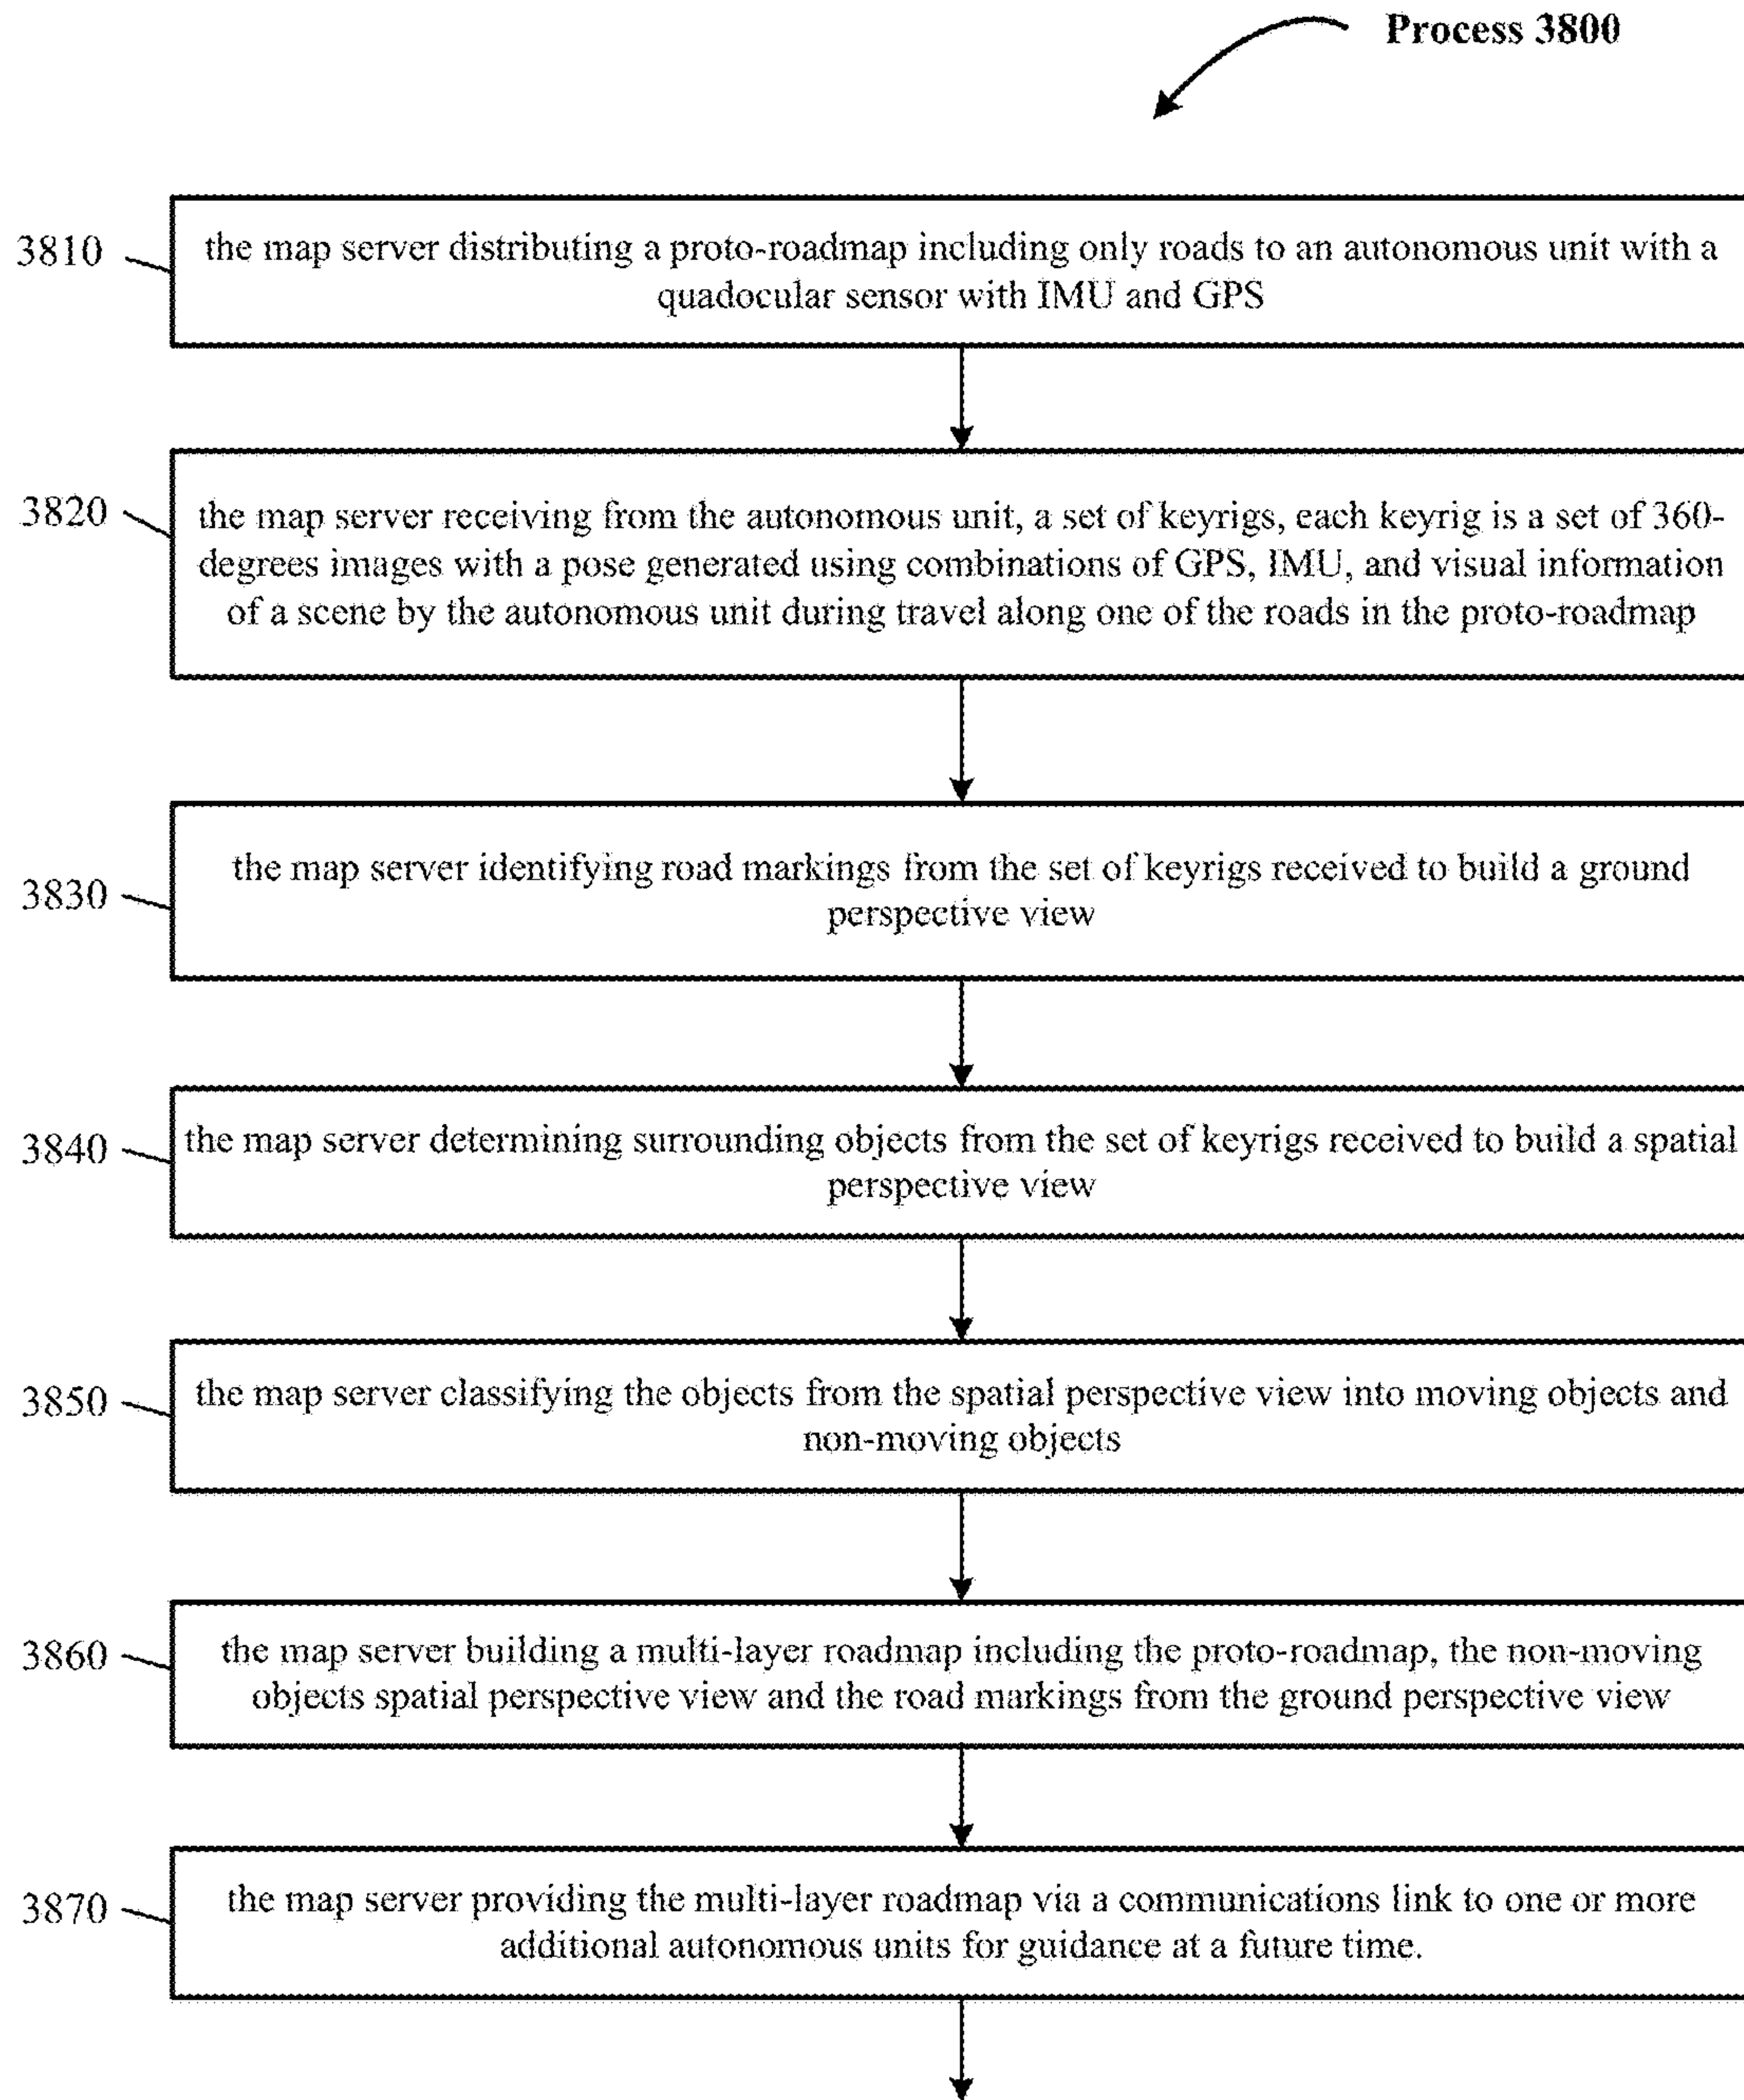 Process 3800
3810
the map server distributing a proto-roadmap including only roads to an autonomous unit with a
quadocular sensor with IMU and GPS
3820
the map server receiving from the autonomous unit, a set of keyrigs, each keyrig is a set of 360-
degrees images with a pose generated using combinations of GPS, IMU, and visual information
of a scene by the autonomous unit during travel along one of the roads in the proto-roadmap
3830
the map server identifying road markings from the set of keyrigs received to build a ground
perspective view
3840
the map server determining surrounding objects from the set of keyrigs received to build a spatial
perspective view
3850
the map server classifying the objects from the spatial perspective view into moving objects and
non-moving objects
3860
the map server building a multi-layer roadmap including the proto-roadmap, the non-moving
objects spatial perspective view and the road markings from the ground perspective view
3870
the map server providing the multi-layer roadmap via a communications link to one or more
additional autonomous units for guidance at a future time.